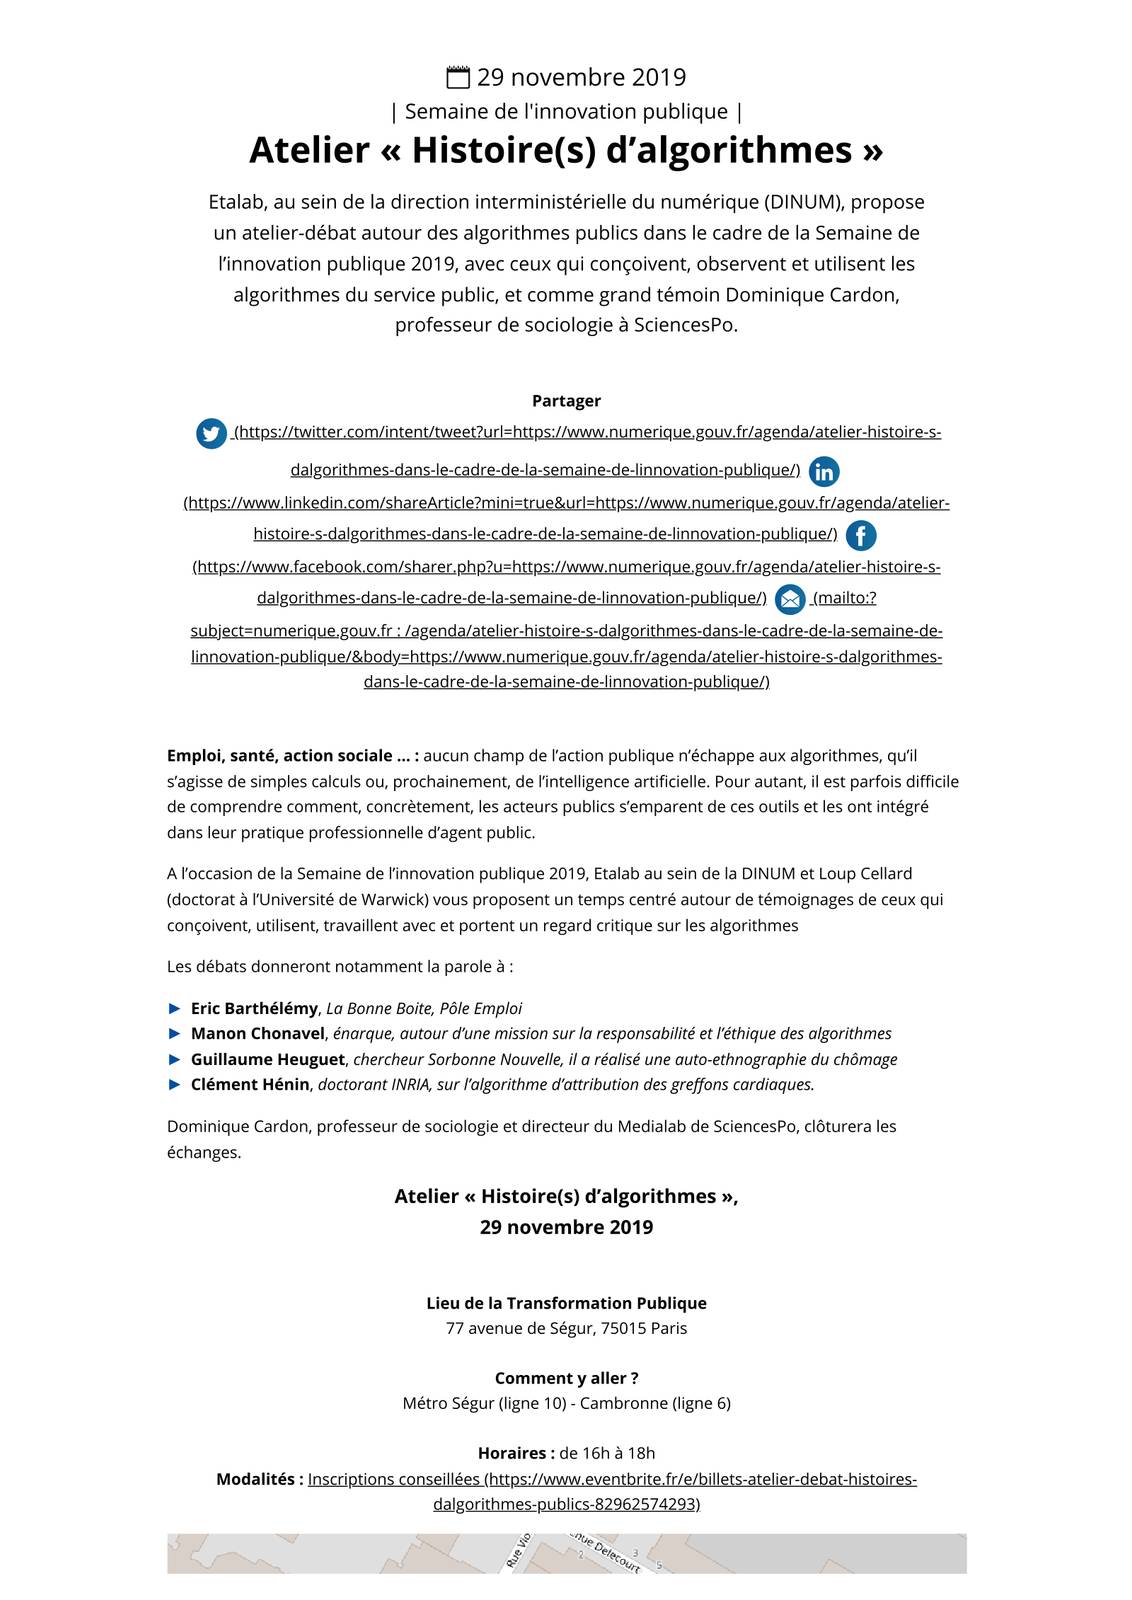 29 novembre 2019
| Semaine de l'innovation publique |
Atelier « Histoire(s) d’algorithmes »
Etalab, au sein de la direction interministérielle du numérique (DINUM), propose
un atelier-débat autour des algorithmes publics dans le cadre de la Semaine de
l’innovation publique 2019, avec ceux qui conçoivent, observent et utilisent les
algorithmes du service public, et comme grand témoin Dominique Cardon,
professeur de sociologie à SciencesPo.
Partager
(https://twitter.com/intent/tweet?url=https://www.numerique.gouv.fr/agenda/atelier-histoire-s-
dalgorithmes-dans-le-cadre-de-la-semaine-de-linnovation-publique/)
(https://www.linkedin.com/shareArticle?mini=true&url=https://www.numerique.gouv.fr/agenda/atelier-
histoire-s-dalgorithmes-dans-le-cadre-de-la-semaine-de-linnovation-publique/)
(https://www.facebook.com/sharer.php?u=https://www.numerique.gouv.fr/agenda/atelier-histoire-s-
dalgorithmes-dans-le-cadre-de-la-semaine-de-linnovation-publique/) (mailto:?
subject=numerique.gouv.fr : /agenda/atelier-histoire-s-dalgorithmes-dans-le-cadre-de-la-semaine-de-
linnovation-publique/&body=https://www.numerique.gouv.fr/agenda/atelier-histoire-s-dalgorithmes-
dans-le-cadre-de-la-semaine-de-linnovation-publique/)
Emploi, santé, action sociale ... : aucun champ de l’action publique n’échappe aux algorithmes, qu’il
s’agisse de simples calculs ou, prochainement, de l’intelligence artificielle. Pour autant, il est parfois difficile
de comprendre comment, concrètement, les acteurs publics s’emparent de ces outils et les ont intégré
dans leur pratique professionnelle d’agent public.
A l’occasion de la Semaine de l’innovation publique 2019, Etalab au sein de la DINUM et Loup Cellard
(doctorat à l’Université de Warwick) vous proposent un temps centré autour de témoignages de ceux qui
conçoivent, utilisent, travaillent avec et portent un regard critique sur les algorithmes
Les débats donneront notamment la parole à :
► Eric Barthélémy, La Bonne Boite, Pôle Emploi
► Manon Chonavel, énarque, autour d’une mission sur la responsabilité et l’éthique des algorithmes
► Guillaume Heuguet, chercheur Sorbonne Nouvelle, il a réalisé une auto-ethnographie du chômage
► Clément Hénin, doctorant INRIA, sur l’algorithme d’attribution des greffons cardiaques.
Dominique Cardon, professeur de sociologie et directeur du Medialab de SciencesPo, clôturera les
échanges.
Atelier « Histoire(s) d’algorithmes »,
29 novembre 2019
Lieu de la Transformation Publique
77 avenue de Ségur, 75015 Paris
Comment y aller ?
Métro Ségur (ligne 10) - Cambronne (ligne 6)
Horaires : de 16h à 18h
Modalités : Inscriptions conseillées (https://www.eventbrite.fr/e/billets-atelier-debat-histoires-
dalgorithmes-publics-82962574293)
Rue Vio
2
nue Delecourt
3
5